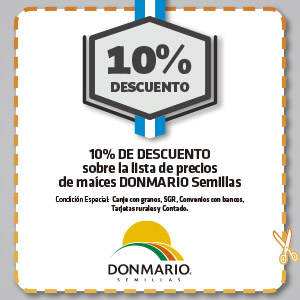 10%
DESCUENTO
10% DE DESCUENTO
sobre la lista de precios
de maíces DONMARIO Semillas
Condición Especial: Canje con granos, SGR, Convenios con bancos,
Tarjetas rurales y Contado.
DONMARIO
SEMILLAS